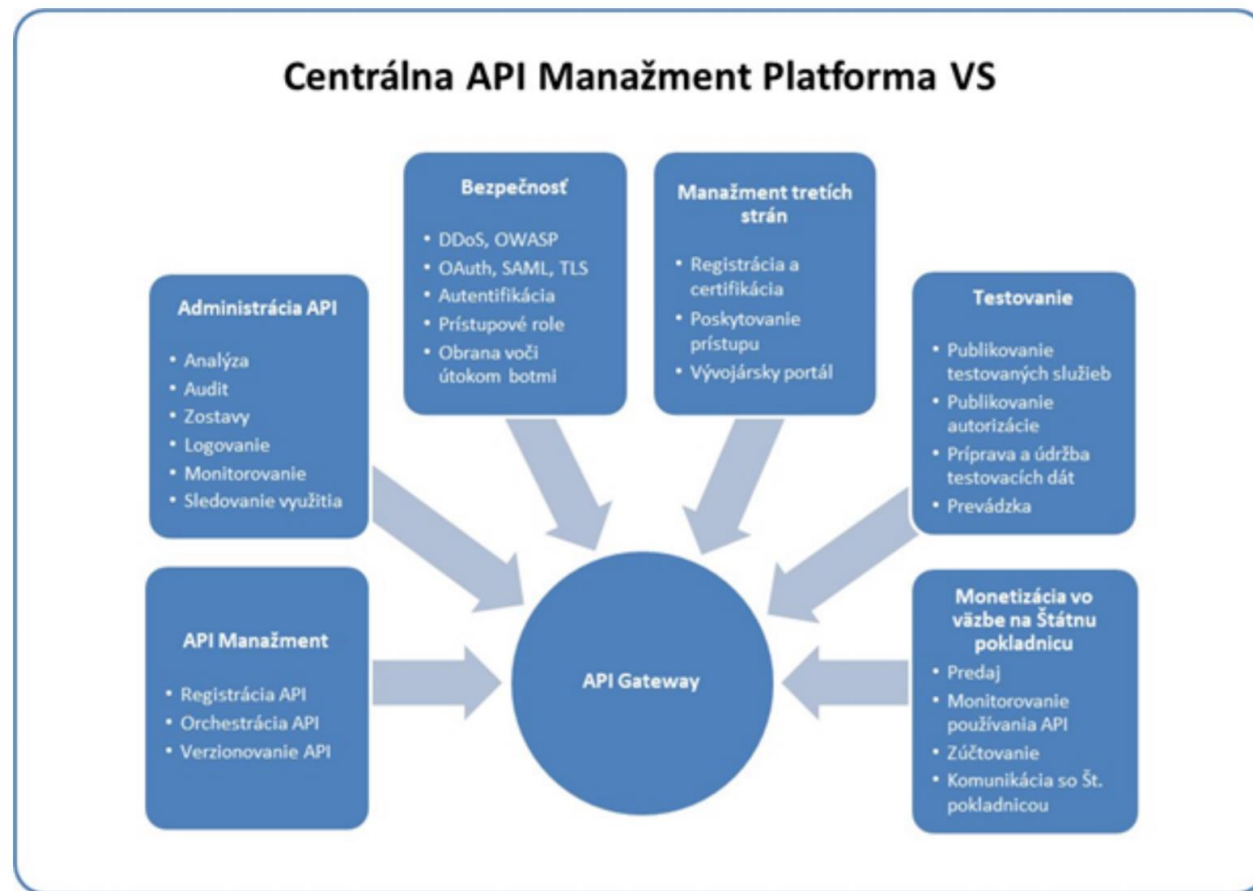 Centrálna API Manažment Platforma VS
Bezpečnosť
• DDoS, OWASP
• OAuth, SAML, TLS
• Autentifikácia
• Prístupové role
• Obrana voči
útokom botmi
Manažment tretích
strán
• Registrácia a
certifikácia
• Poskytovanie
prístupu
• Vývojársky portál
Administrácia API
• Analýza
• Audit
• Zostavy
• Logovanie
• Monitorovanie
• Sledovanie využitia
Testovanie
• Publikovanie
testovaných služieb
• Publikovanie
autorizácie
• Príprava a údržba
testovacích dát
• Prevádzka
API Manažment
• Registrácia API
• Orchestrácia API
• Verzionovanie API
API Gateway
Monetizácia vo
väzbe na Štátnu
pokladnicu
• Predaj
• Monitorovanie
používania API
• Zúčtovanie
• Komunikácia so Št.
pokladnicou